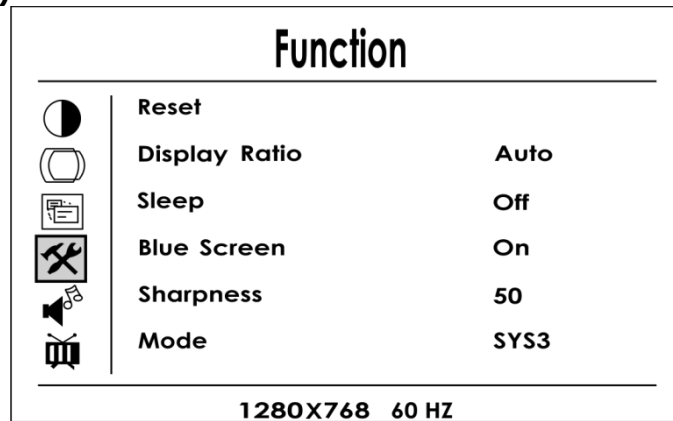 Function
Reset
Display Ratio Auto
Sleep Off
Blue Screen On
Sharpness 50
Mode SYS3
1280X768 60 HZ